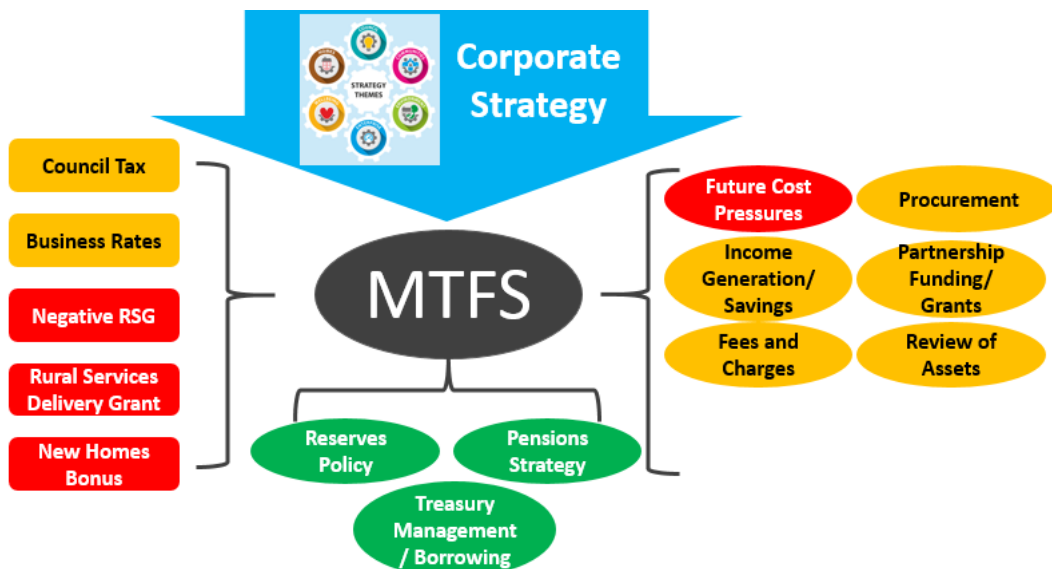 STRATEGY
THEMES
Corporate
Strategy
Council Tax
Business Rates
Negative RSG
Rural Services
Delivery Grant
New Homes
Bonus
MTFS
Reserves
Policy
Pensions
Strategy
Treasury
Management
/ Borrowing
Future Cost
Pressures
Procurement
Income
Generation/
Savings
Partnership
Funding/
Grants
Fees and
Charges
Review of
Assets